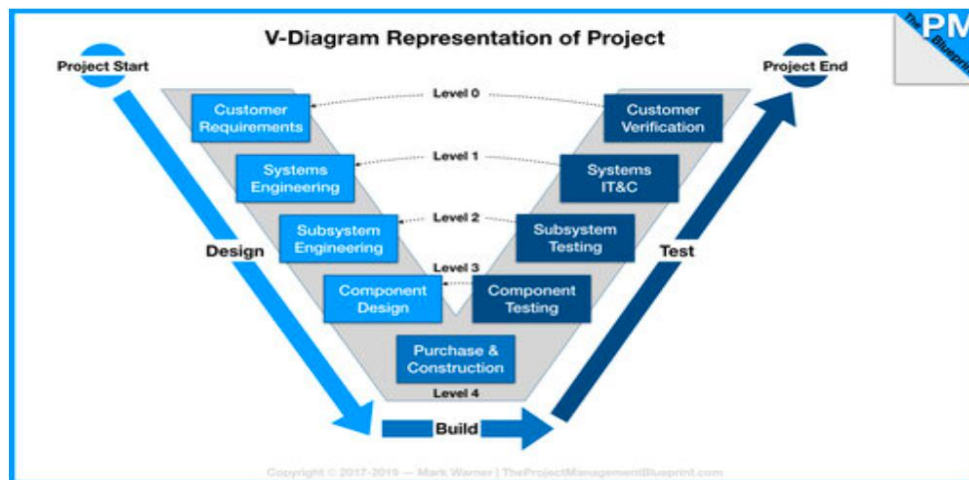 V-Diagram Representation of Project
The PM
Blueprint
Project Start
Project End
Level 0
Customer
Requirements
Customer
Verification
Level 1
Systems
Engineering
Systems
IT&C
Level 2
Subsystem
Engineering
Subsystem
Testing
Design
Test
Level 3
Component
Design
Component
Testing
Purchase &
Construction
Level 4
Build
Copyright © 2017-2019 — Mark Warner | TheProjectManagementBlueprint.com